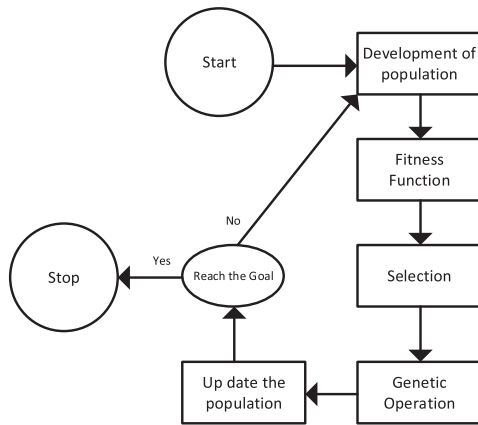 Start
Development of
population
Fitness
Function
Selection
Genetic
Operation
Up date the
population
Reach the Goal
No
Yes
Stop